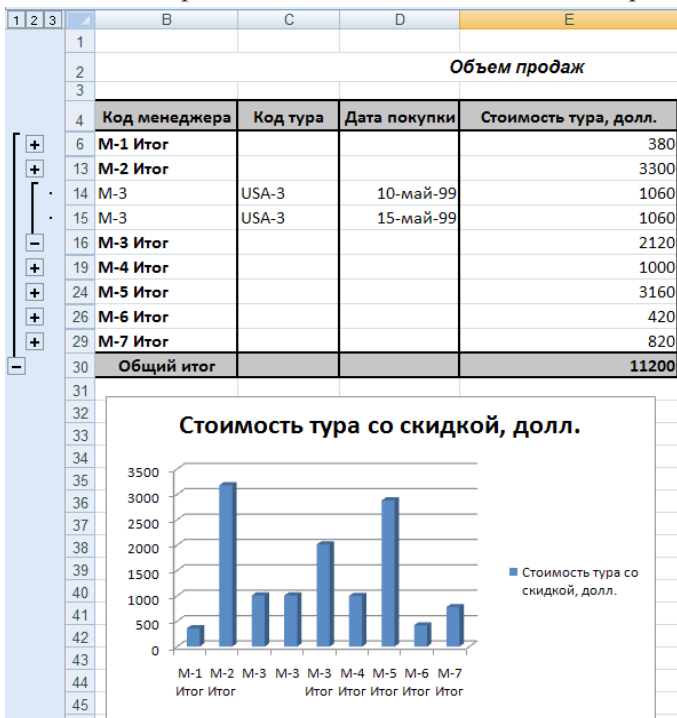 1 2 3 B C D E
1
2 Объем продаж
3
4 Код менеджера Код тура Дата покупки Стоимость тура, долл.
6 М-1 Итог 380
13 М-2 Итог 3300
14 М-3 USA-3 10-май-99 1060
15 М-3 USA-3 15-май-99 1060
16 М-3 Итог 2120
19 М-4 Итог 1000
24 М-5 Итог 3160
26 М-6 Итог 420
29 М-7 Итог 820
30 Общий итог 11200
31
32
33 Стоимость тура со скидкой, долл.
34
35 3500
36 3000
37 2500
38 2000
39 1500 Стоимость тура со
40 1000 скидкой, долл.
41 500
42 0
43 М-1 М-2 М-3 М-3 М-3 М-4 М-5 М-6 М-7
44 Итог Итог Итог Итог Итог Итог Итог
45